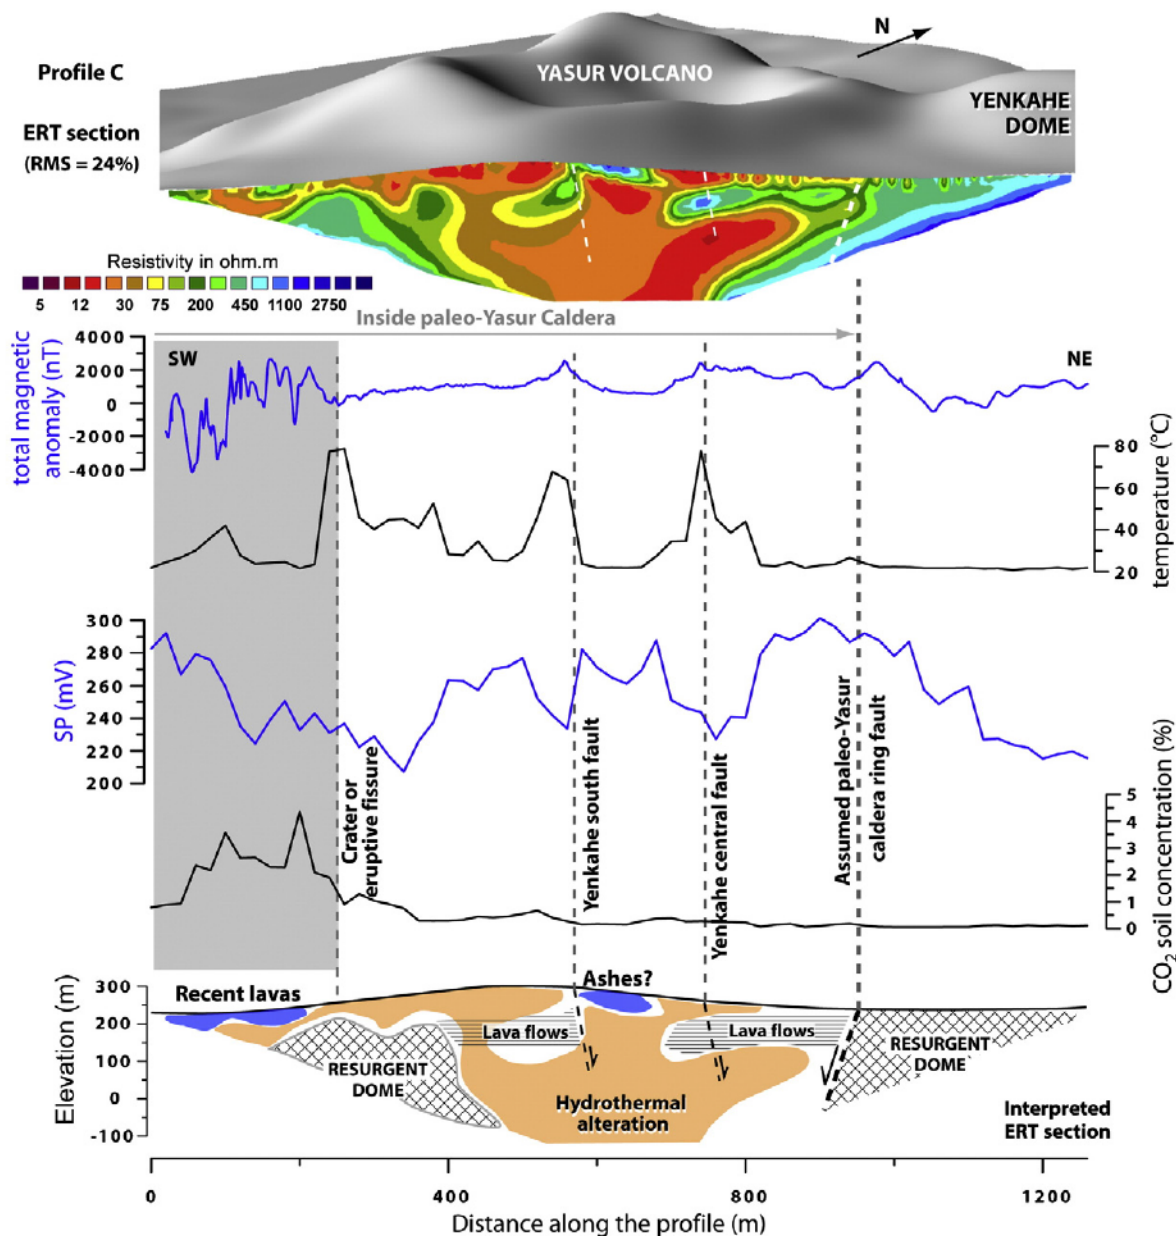 N
Profile C
YASUR VOLCANO
YENKAHE
DOME
ERT section
(RMS = 24%)
Resistivity in ohm.m
5 12 30 75 200 450 1100 2750
Inside paleo-Yasur Caldera
SW
NE
total magnetic
anomaly (nT)
4000
2000
0
-2000
-4000
80
60
40
20
temperature (°C)
SP (mV)
300
280
260
240
220
200
Crater or
eruptive fissure
Yenkahe south fault
Yenkahe central fault
Assumed paleo-Yasur
caldera ring fault
5
4
3
2
1
0
CO2 soil concentration (%)
Elevation (m)
300
200
100
0
-100
Recent lavas
Ashes?
Lava flows
Lava flows
RESURGENT
DOME
RESURGENT
DOME
Hydrothermal
alteration
Interpreted
ERT section
0 400 800 1200
Distance along the profile (m)